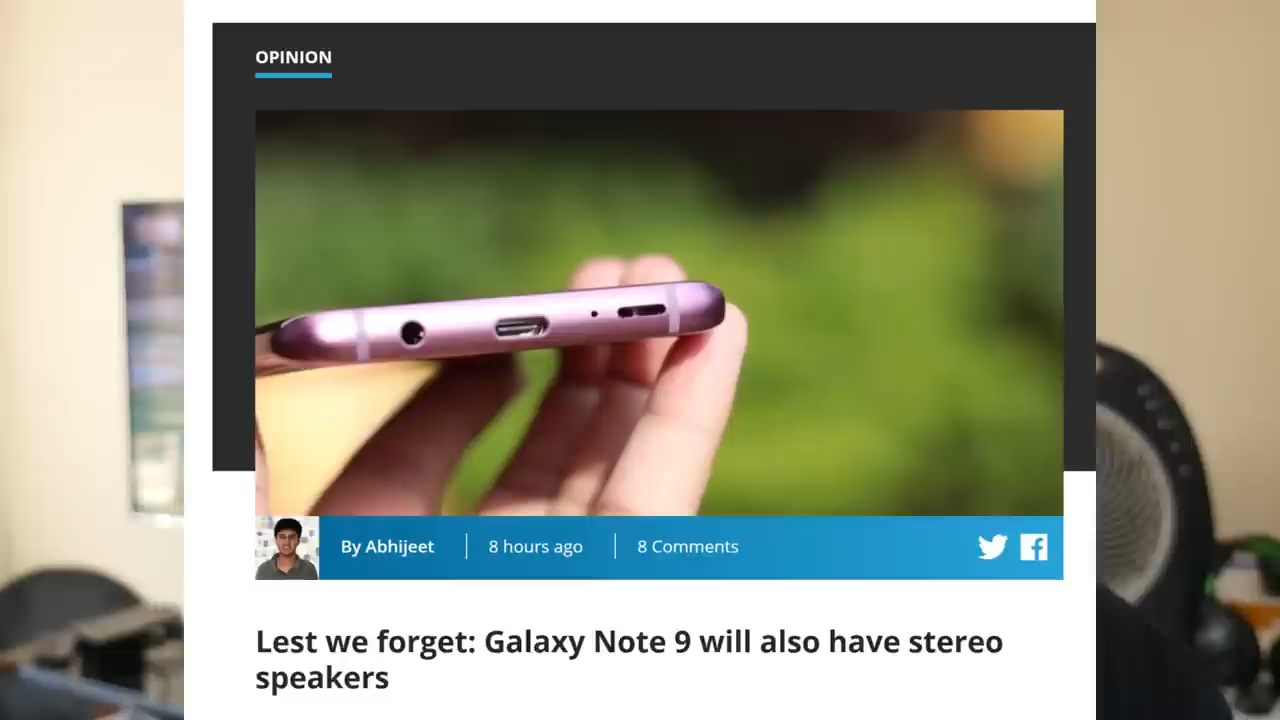 OPINION
By Abhijeet
8 hours ago
8 Comments
Lest we forget: Galaxy Note 9 will also have stereo
speakers